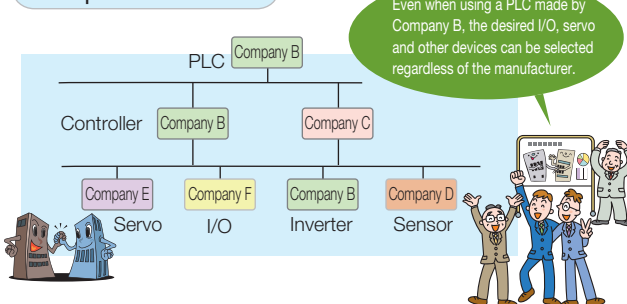 Even when using a PLC made by
Company B, the desired I/O, servo
and other devices can be selected
regardless of the manufacturer.
PLC
Company B
Controller
Company B
Company C
Company E
Company F
Company B
Company D
Servo
I/O
Inverter
Sensor